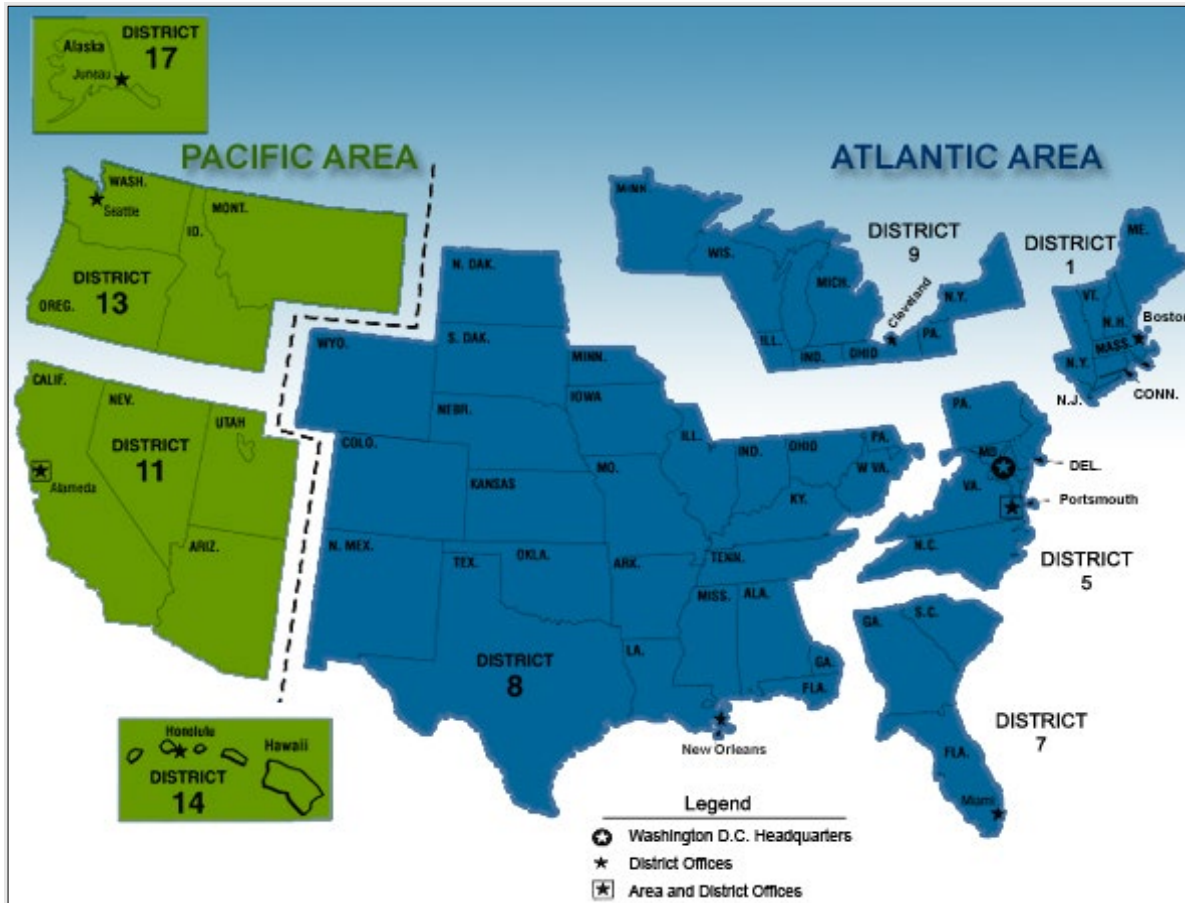 DISTRICT
17
Alaska
Juneau
PACIFIC AREA
ATLANTIC AREA
WASH.
Seattle
ID.
MONT.
DISTRICT
13
OREG.
CALIF.
NEV.
UTAH
DISTRICT
11
Alameda
ARIZ.
Honolulu
Hawaii
DISTRICT
14
N. DAK.
WYO.
S. DAK.
MINN.
NEBR.
IOWA
COLO.
ILL.
IND.
OHIO
PA.
KANSAS
MO.
W VA.
KY.
N. MEX.
TEX.
OKLA.
ARK.
TENN.
MISS.
ALA.
DISTRICT
8
LA.
GA.
FLA.
New Orleans
MINN
WIS.
MICH.
DISTRICT
9
Cleveland
N.Y.
ILL.
IND.
OHIO
PA.
DISTRICT
1
ME.
VT.
N.H.
Boston
MASS.
N.Y.
CONN.
N.J.
PA.
MD.
DEL.
VA.
Portsmouth
N.C.
DISTRICT
5
GA.
S.C.
DISTRICT
7
FLA.
Miami
Legend
Washington D.C. Headquarters
District Offices
Area and District Offices